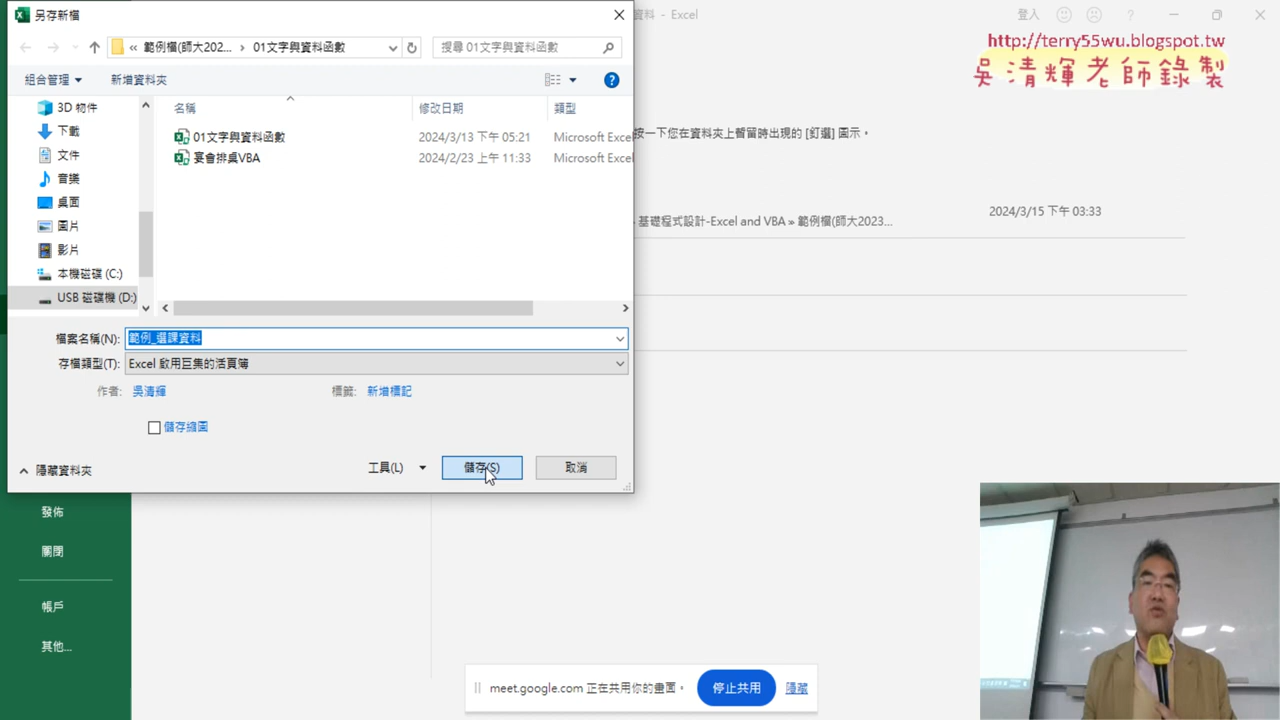 另存新檔
資料 - Excel
登入
http://terry55wu.blogspot.tw
吳清輝老師錄製
« 範例檔(師大202... › 01文字與資料函數
搜尋 01文字與資料函數
組合管理
新增資料夾
名稱
修改日期
類型
3D 物件
下載
文件
音樂
桌面
圖片
影片
本機磁碟 (C:)
USB 磁碟機 (D:)
01文字與資料函數
2024/3/13 下午 05:21
Microsoft Exce
宴會排桌VBA
2024/2/23 上午 11:33
Microsoft Exce
按一下您在資料夾上暫留時出現的 [釘選] 圖示。
基礎程式設計-Excel and VBA » 範例檔(師大2023...
2024/3/15 下午 03:33
檔案名稱(N):
範例_選課資料
存檔類型(T):
Excel 啟用巨集的活頁簿
作者:
吳清輝
標籤:
新增標記
儲存縮圖
隱藏資料夾
工具(L)
儲存(S)
取消
發佈
關閉
帳戶
其他...
meet.google.com 正在共用你的畫面。
停止共用
隱藏